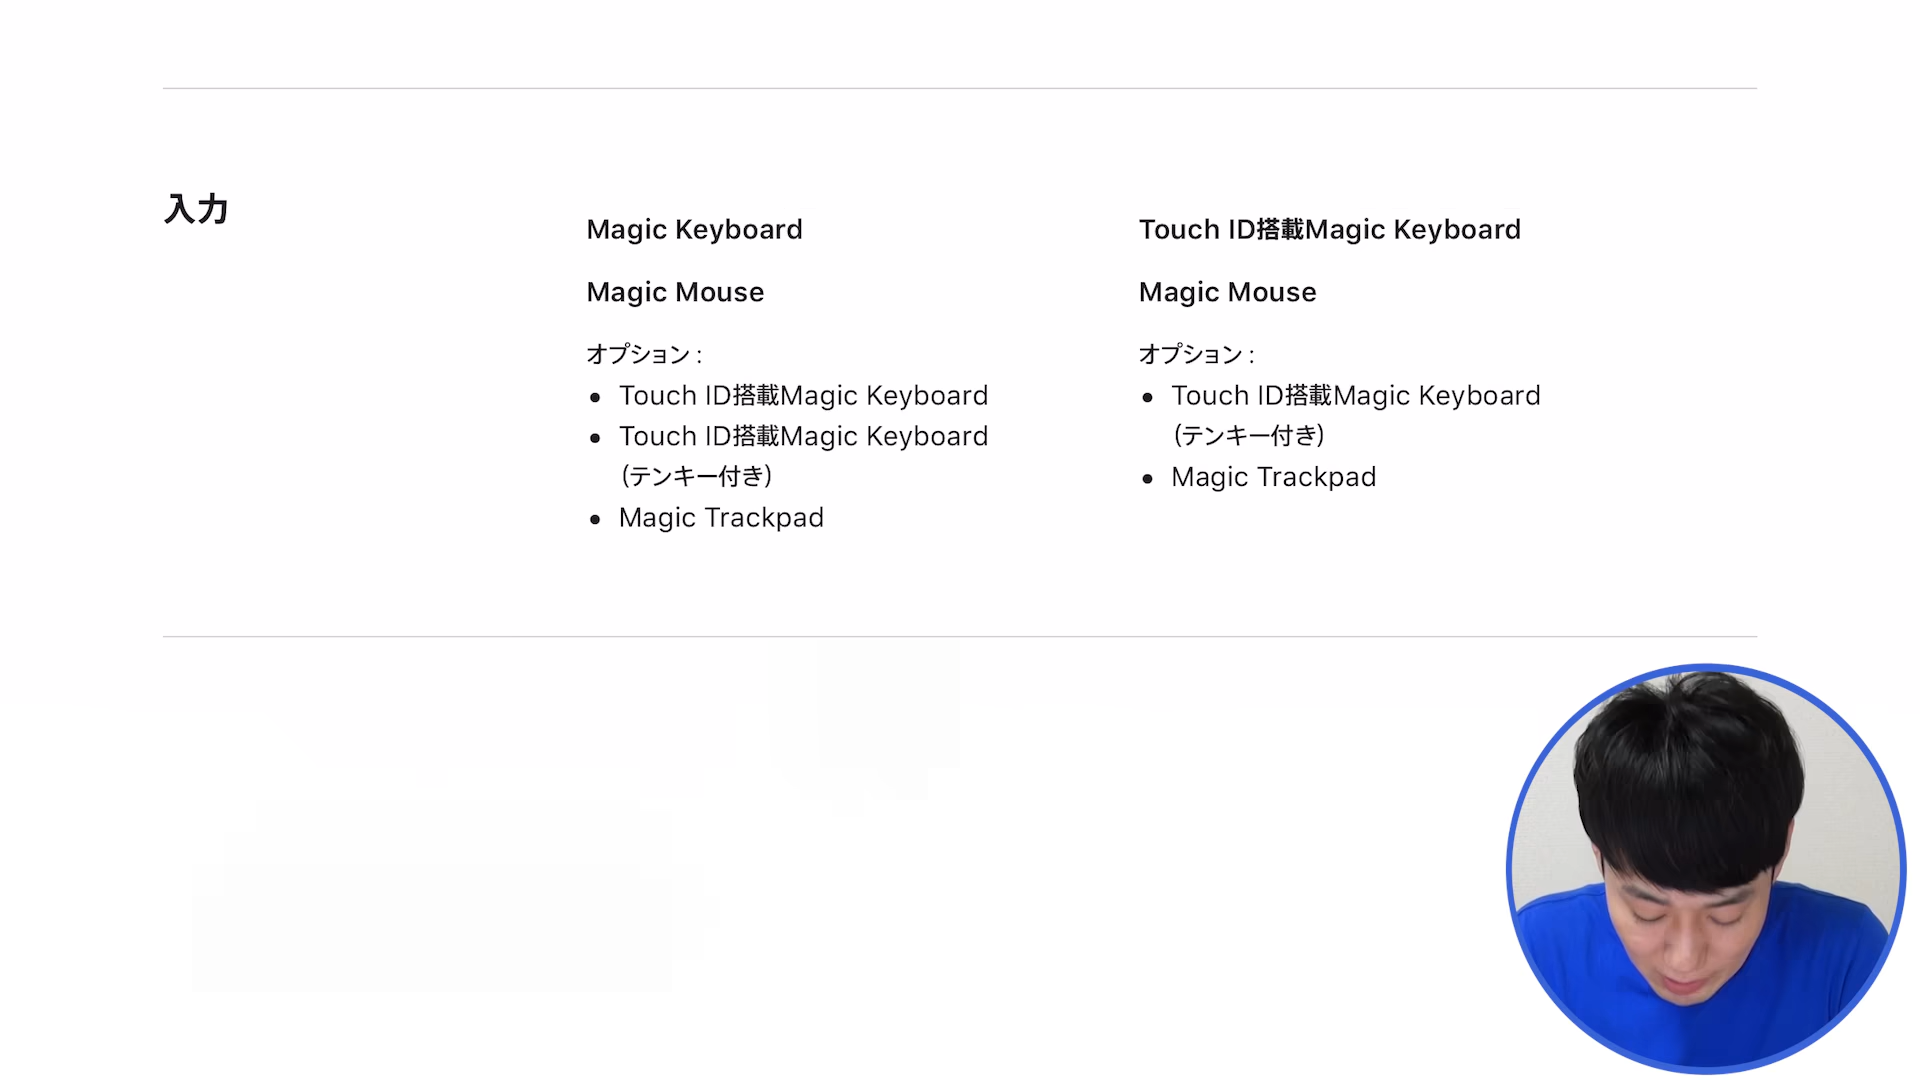 入力
Magic Keyboard
Magic Mouse
オプション :
• Touch ID搭載Magic Keyboard
• Touch ID搭載Magic Keyboard
(テンキー付き)
• Magic Trackpad
Touch ID搭載Magic Keyboard
Magic Mouse
オプション :
• Touch ID搭載Magic Keyboard
(テンキー付き)
• Magic Trackpad